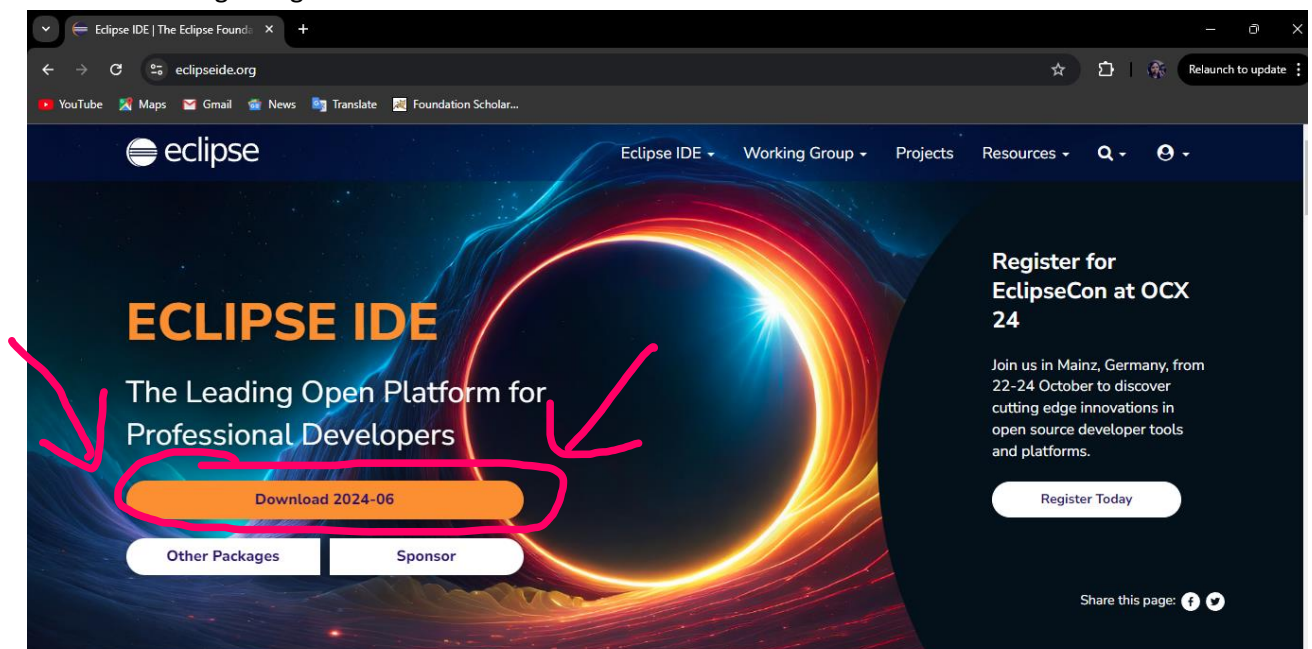 Eclipse IDE | The Eclipse Founda
eclipseide.org
Relaunch to update
YouTube
Maps
Gmail
News
Translate
Foundation Scholar...
eclipse
Eclipse IDE
Working Group
Projects
Resources
ECLIPSE IDE
The Leading Open Platform for
Professional Developers
Download 2024-06
Other Packages
Sponsor
Register for
EclipseCon at OCX
24
Join us in Mainz, Germany, from
22-24 October to discover
cutting edge innovations in
open source developer tools
and platforms.
Register Today
Share this page: